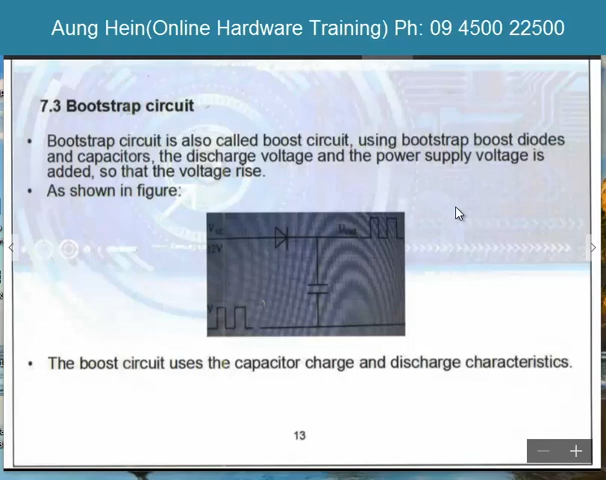 Aung Hein(Online Hardware Training) Ph: 09 4500 22500
7.3 Bootstrap circuit
• Bootstrap circuit is also called boost circuit, using bootstrap boost diodes
and capacitors, the discharge voltage and the power supply voltage is
added, so that the voltage rise.
• As shown in figure:
12V
• The boost circuit uses the capacitor charge and discharge characteristics.
13